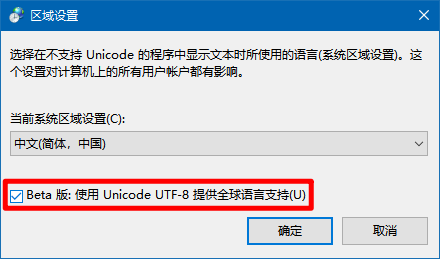 区域设置
选择在不支持 Unicode 的程序中显示文本时所使用的语言(系统区域设置)。这
个设置对计算机上的所有用户帐户都有影响。
当前系统区域设置(C):
中文(简体，中国)
Beta 版: 使用 Unicode UTF-8 提供全球语言支持(U)
确定
取消